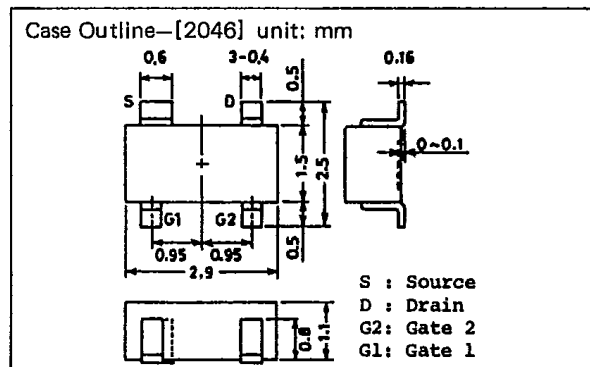 Case Outline—[2046] unit: mm
0,6
3-0,4
0.5
0.16
S
D
1.5
2.5
0~0.1
G1
G2
0.95
0.95
0.5
2,9
S : Source
D : Drain
G2: Gate 2
G1: Gate 1
0.8
1.1